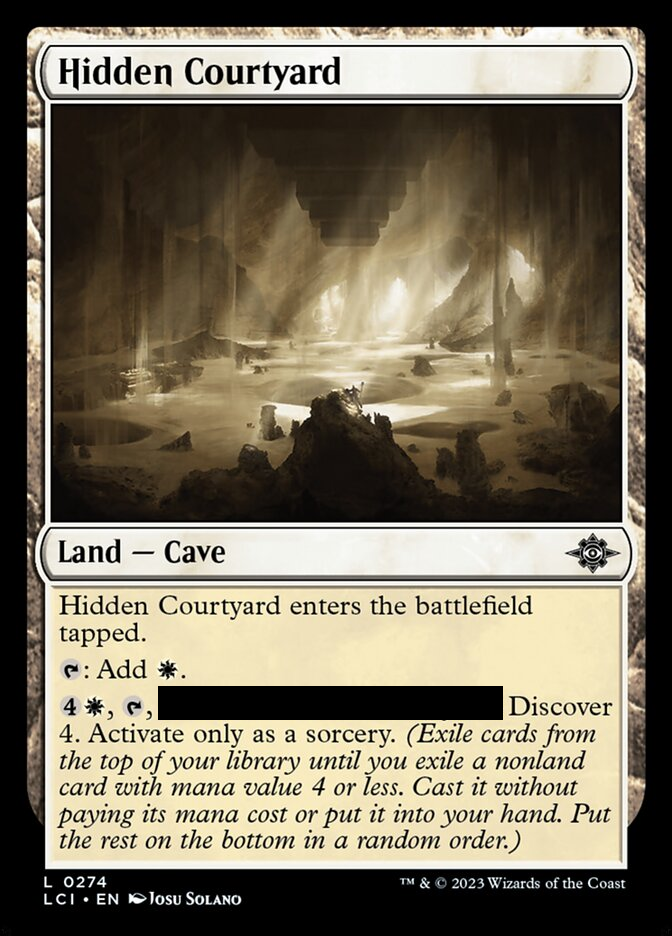 Hidden Courtyard
Land — Cave
Hidden Courtyard enters the battlefield
tapped.
: Add .
4, , Discover
4. Activate only as a sorcery. (Exile cards from
the top of your library until you exile a nonland
card with mana value 4 or less. Cast it without
paying its mana cost or put it into your hand. Put
the rest on the bottom in a random order.)
L 0274
LCI • EN Josu Solano
™ & © 2023 Wizards of the Coast